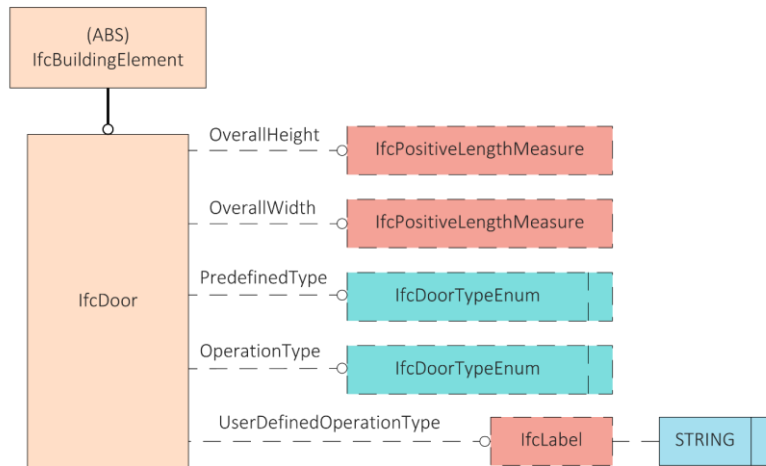 (ABS)
IfcBuildingElement
OverallHeight
IfcPositiveLengthMeasure
OverallWidth
IfcPositiveLengthMeasure
PredefinedType
IfcDoor
IfcDoorTypeEnum
OperationType
IfcDoorTypeEnum
UserDefinedOperationType
IfcLabel
STRING